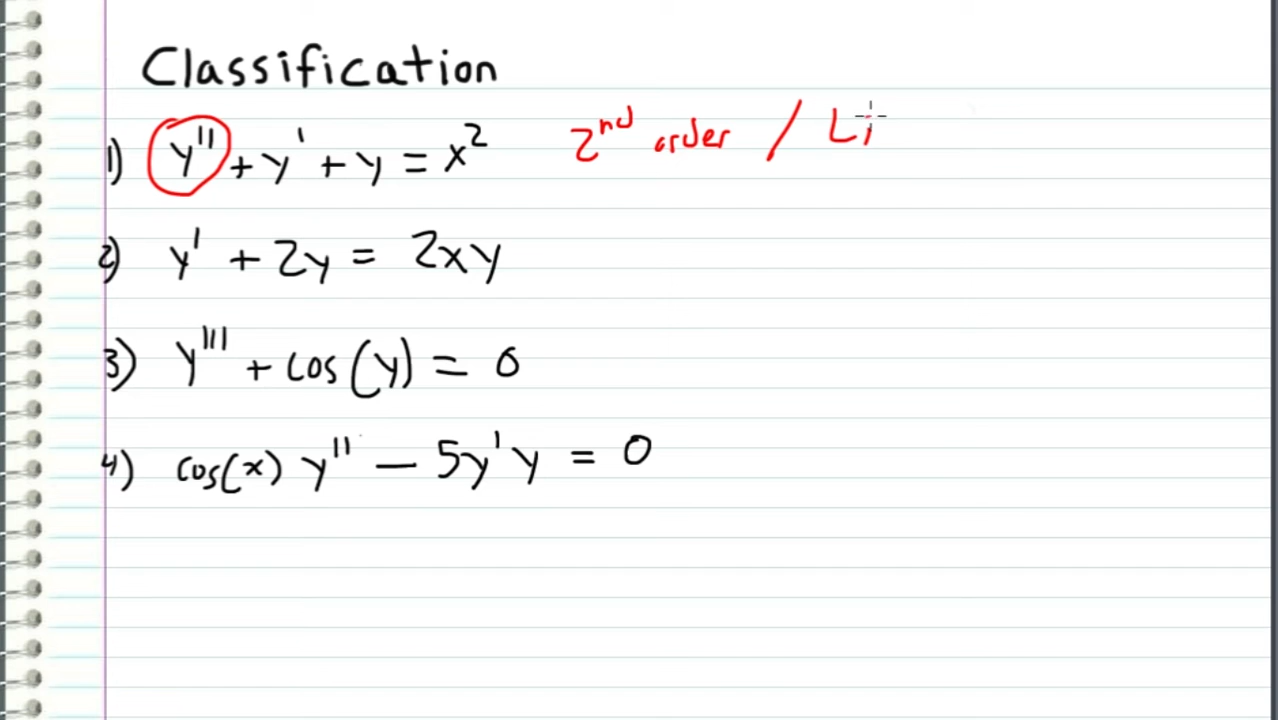 Classification
1) y'' + y' + y = x² 2nd order / Li
2) y' + 2y = 2xy
3) y''' + cos(y) = 0
4) cos(x) y'' - 5y'y = 0